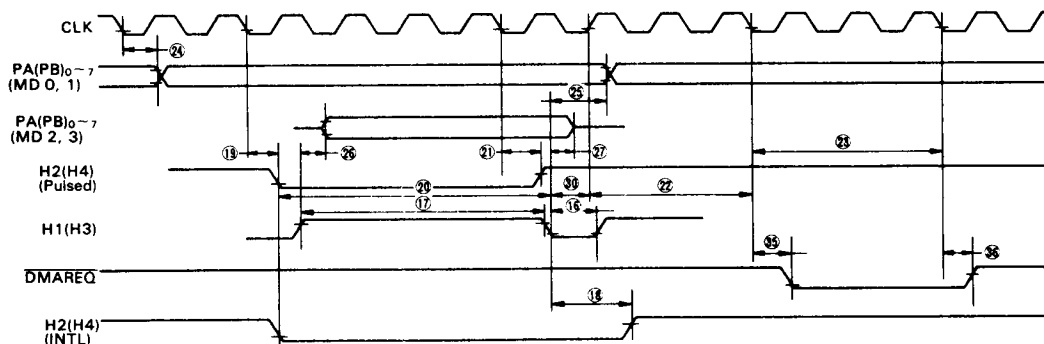 CLK
㉔
PA(PB)0~7
(MD 0, 1)
㉕
PA(PB)0~7
(MD 2, 3)
⑲ ㉖ ㉑ ㉗ ㉓
H2(H4)
(Pulsed)
⑳ ㉚ ㉒
⑰ ⑯
H1(H3)
㉟ ㊱
DMAREQ
⑱
H2(H4)
(INTL)